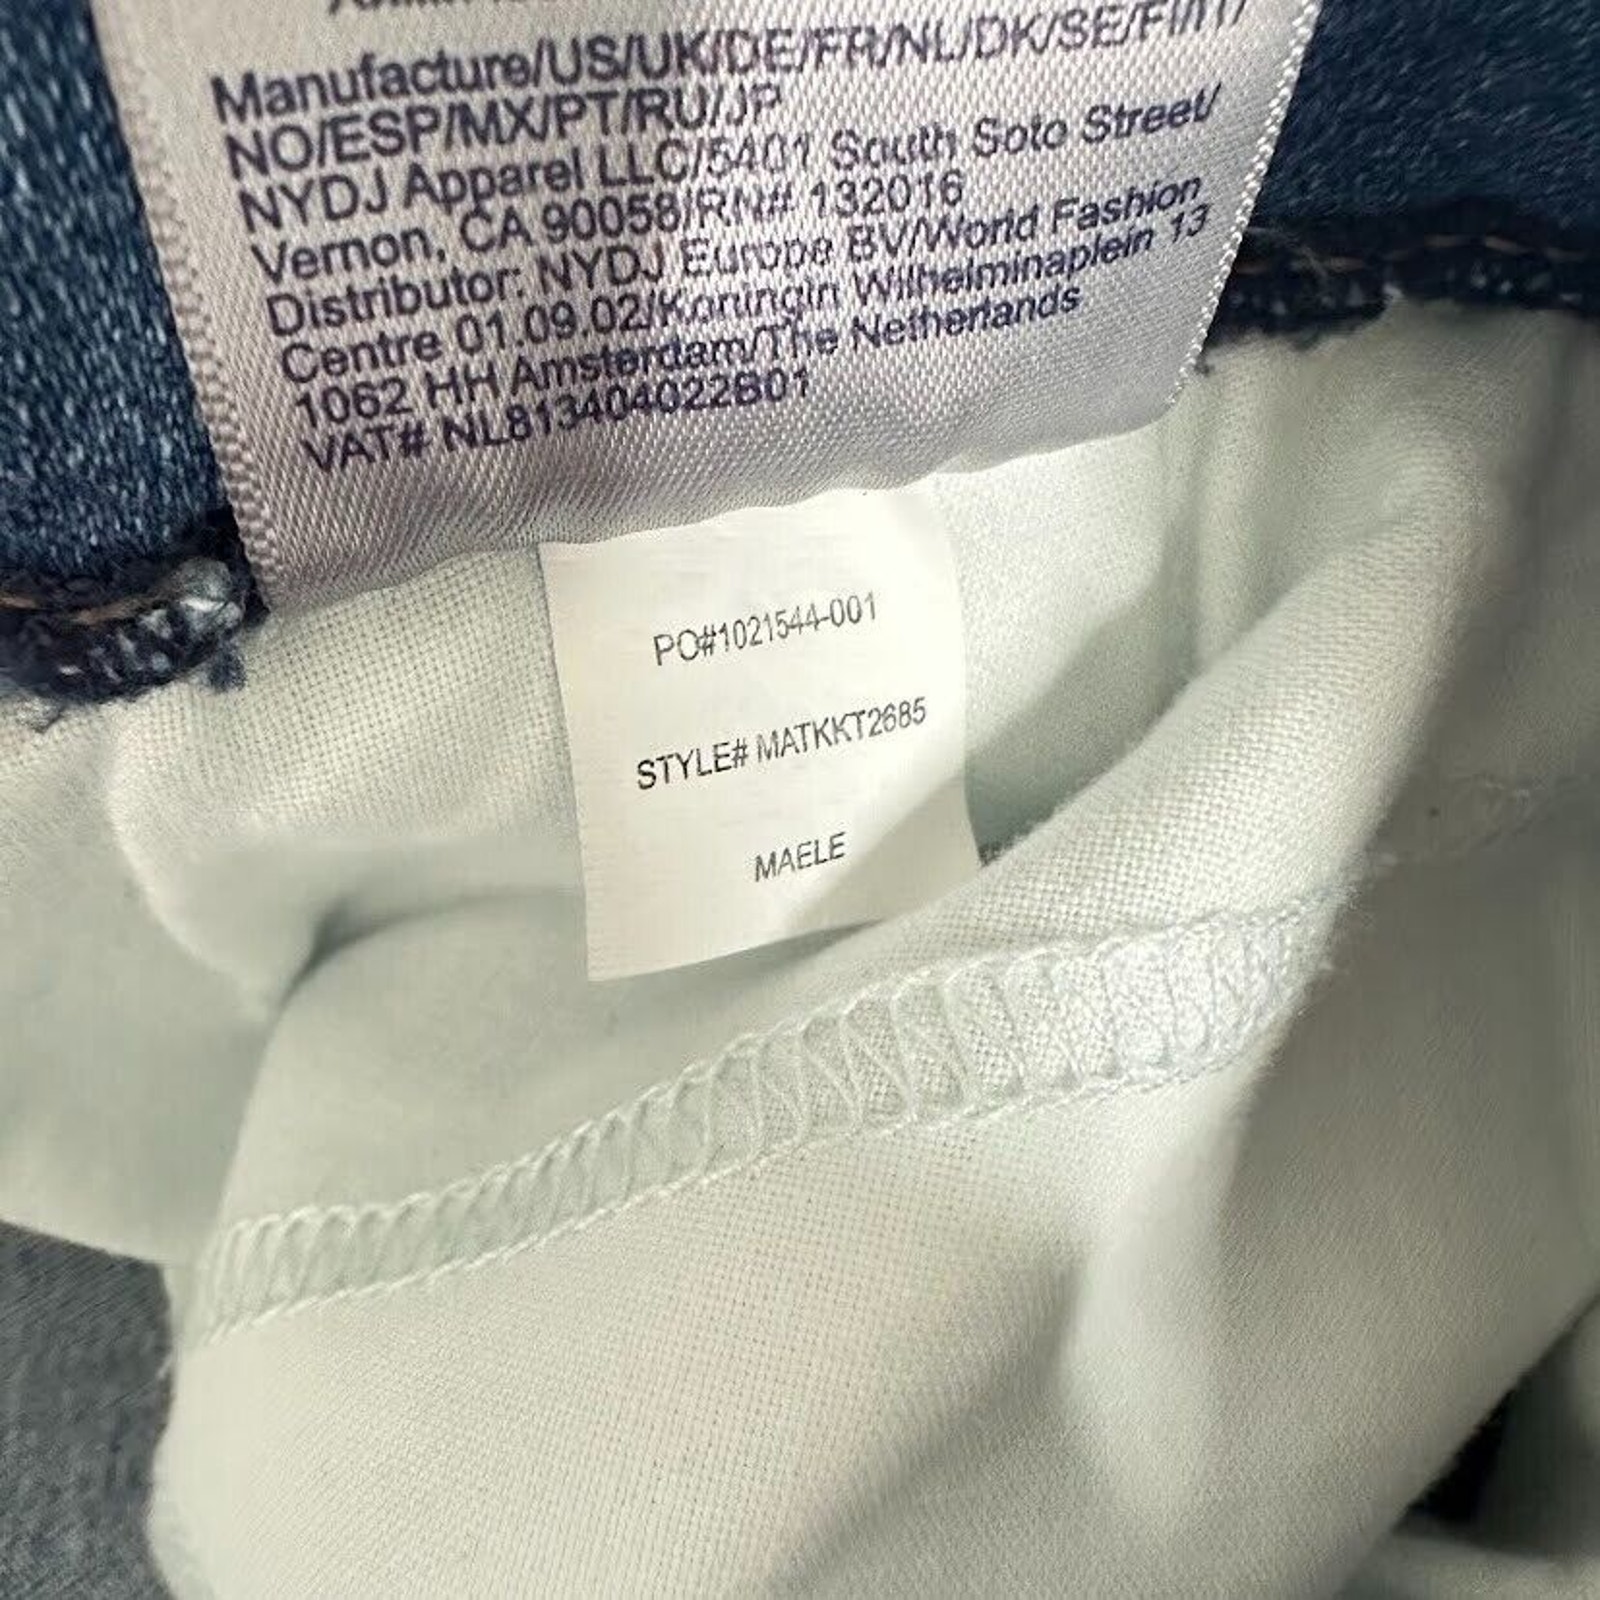 Manufacture/US/UK/DE/FR/NL/DK/SE/FI/IT/
NO/ESP/MX/PT/RU/JP
NYDJ Apparel LLC/5401 South Soto Street/
Vernon, CA 90058/RN# 132016
Distributor: NYDJ Europe BV/World Fashion
Centre 01.09.02/Koningin Wilhelminaplein 13
1062 HH Amsterdam/The Netherlands
VAT# NL813404022B01
PO#1021544-001
STYLE# MATKKT2685
MAELE